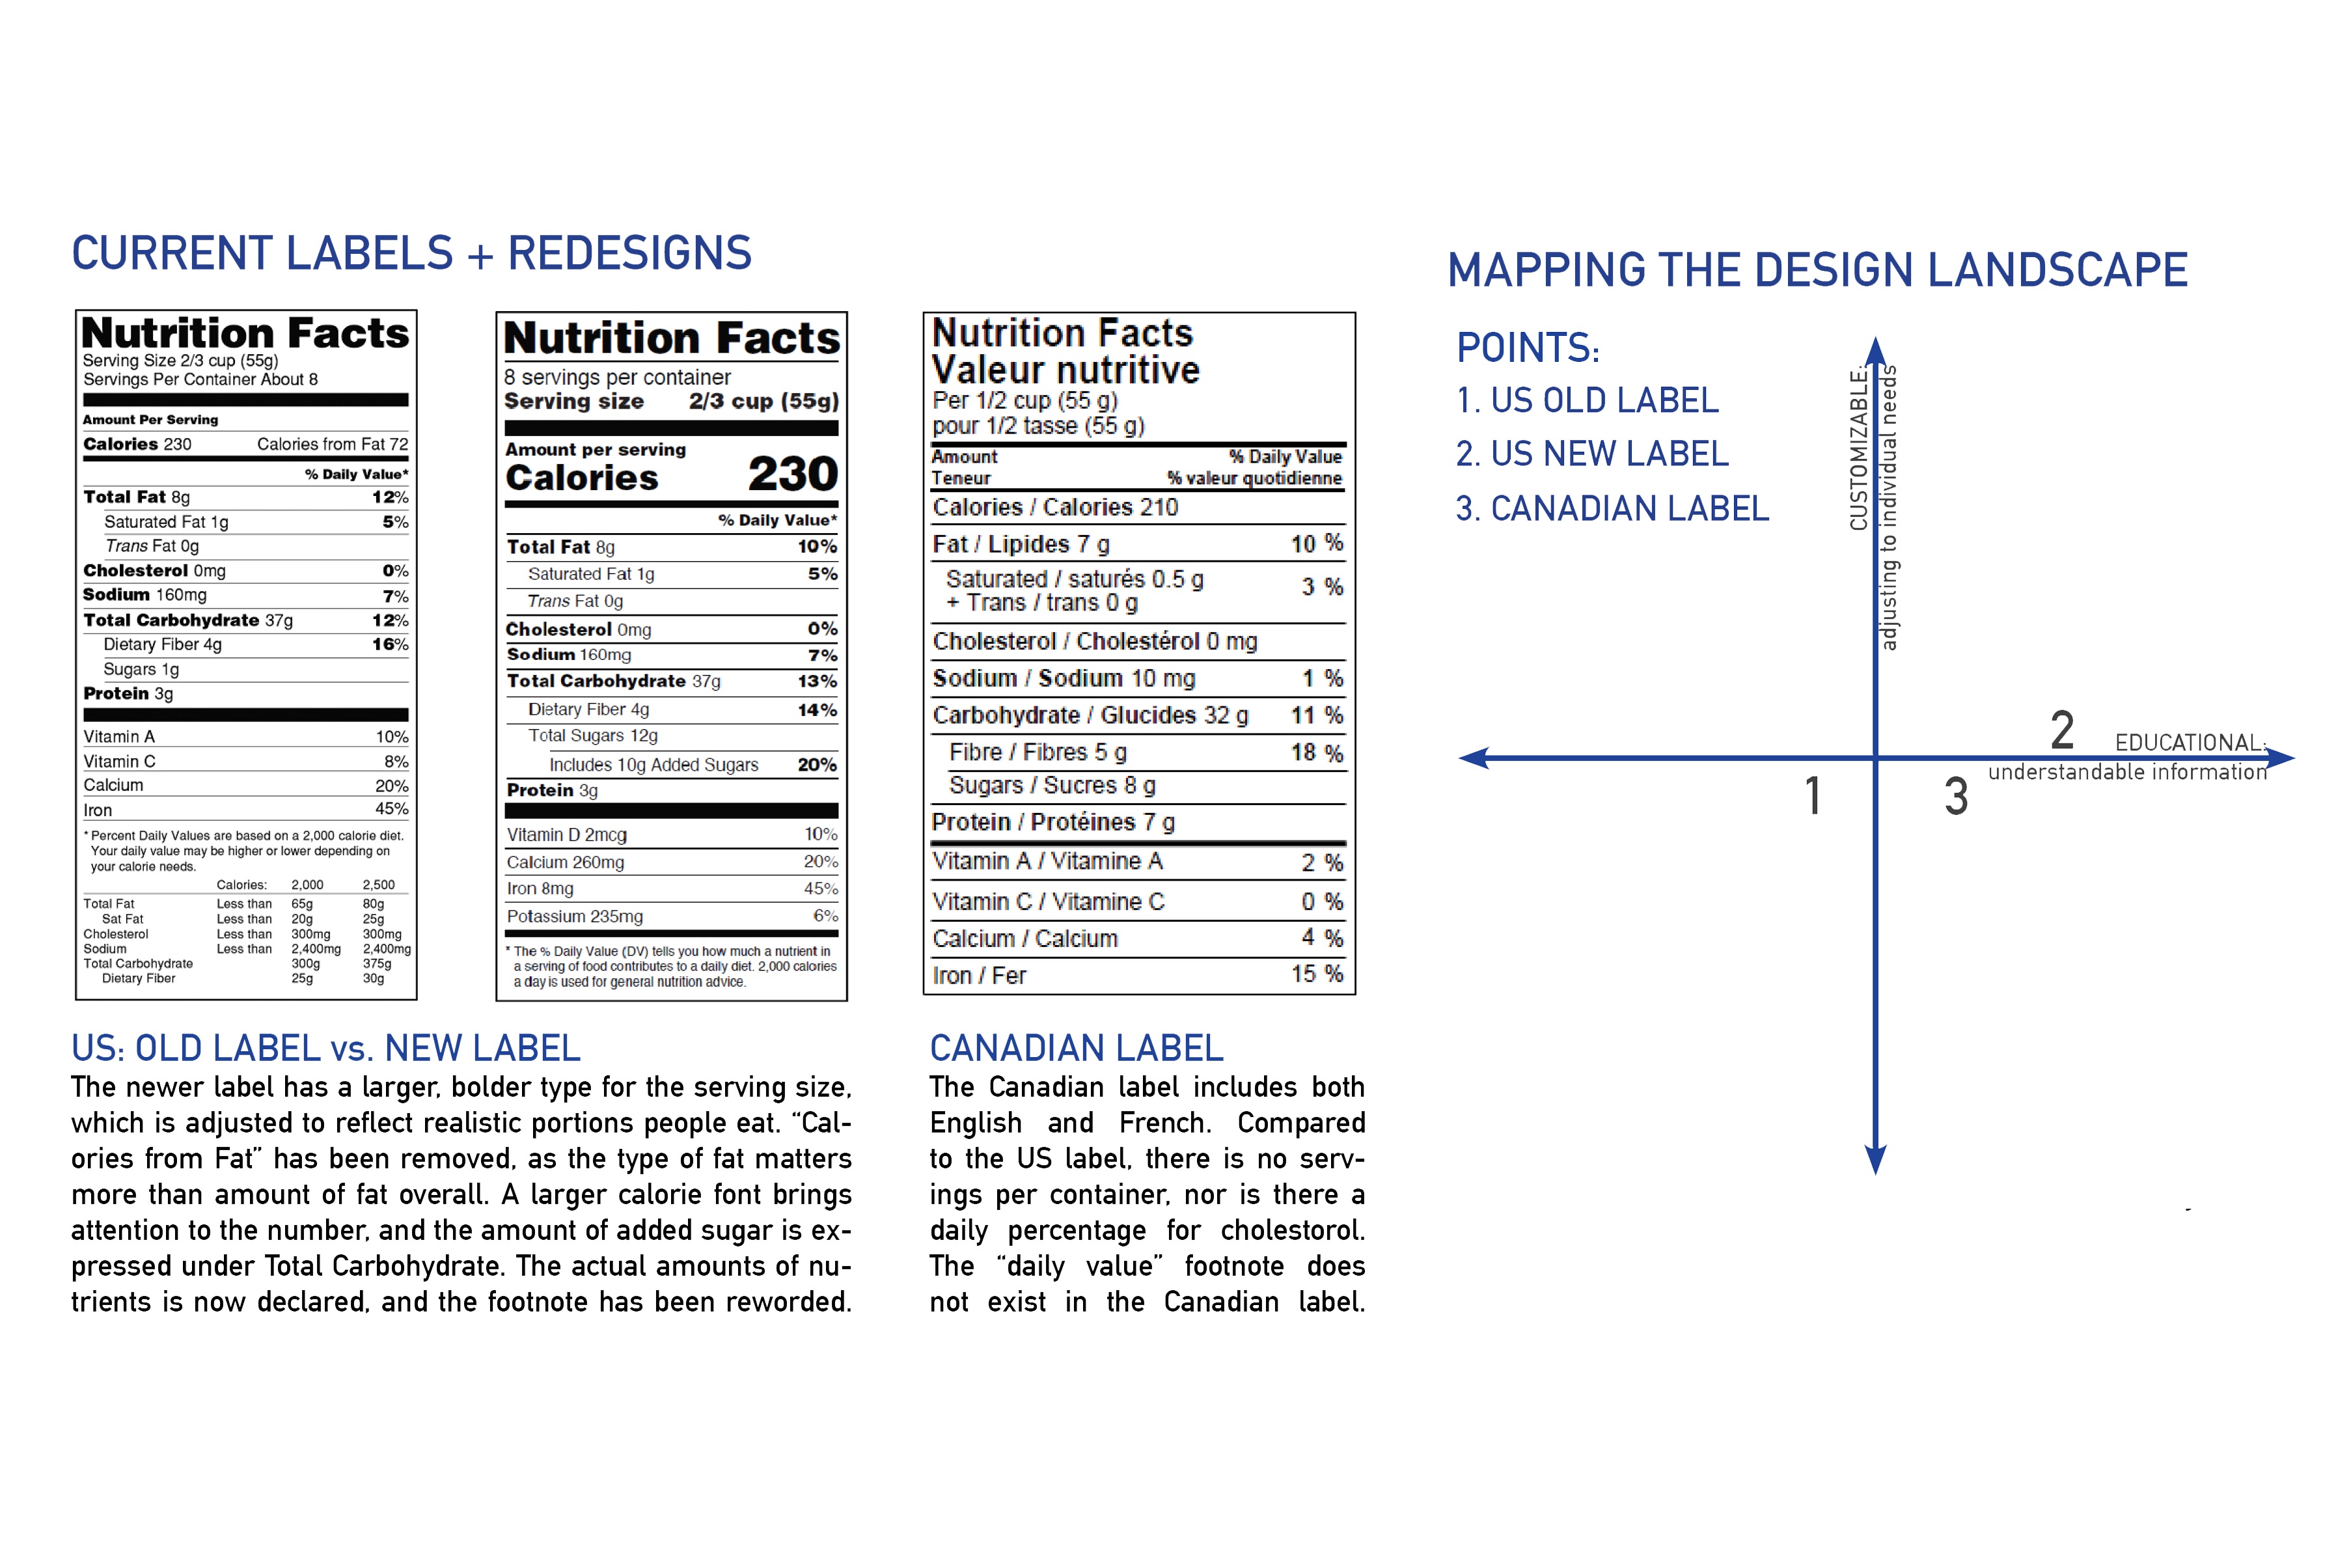 CURRENT LABELS + REDESIGNS
Nutrition Facts
Serving Size 2/3 cup (55g)
Servings Per Container About 8
Amount Per Serving
Calories 230 Calories from Fat 72
% Daily Value*
Total Fat 8g 12%
Saturated Fat 1g 5%
Trans Fat 0g
Cholesterol 0mg 0%
Sodium 160mg 7%
Total Carbohydrate 37g 12%
Dietary Fiber 4g 16%
Sugars 1g
Protein 3g
Vitamin A 10%
Vitamin C 8%
Calcium 20%
Iron 45%
* Percent Daily Values are based on a 2,000 calorie diet.
Your daily value may be higher or lower depending on
your calorie needs.
Calories: 2,000 2,500
Total Fat Less than 65g 80g
Sat Fat Less than 20g 25g
Cholesterol Less than 300mg 300mg
Sodium Less than 2,400mg 2,400mg
Total Carbohydrate 300g 375g
Dietary Fiber 25g 30g
Nutrition Facts
8 servings per container
Serving size 2/3 cup (55g)
Amount per serving
Calories 230
% Daily Value*
Total Fat 8g 10%
Saturated Fat 1g 5%
Trans Fat 0g
Cholesterol 0mg 0%
Sodium 160mg 7%
Total Carbohydrate 37g 13%
Dietary Fiber 4g 14%
Total Sugars 12g
Includes 10g Added Sugars 20%
Protein 3g
Vitamin D 2mcg 10%
Calcium 260mg 20%
Iron 8mg 45%
Potassium 235mg 6%
* The % Daily Value (DV) tells you how much a nutrient in
a serving of food contributes to a daily diet. 2,000 calories
a day is used for general nutrition advice.
Nutrition Facts
Valeur nutritive
Per 1/2 cup (55 g)
pour 1/2 tasse (55 g)
Amount % Daily Value
Teneur % valeur quotidienne
Calories / Calories 210
Fat / Lipides 7 g 10 %
Saturated / saturés 0.5 g
+ Trans / trans 0 g 3 %
Cholesterol / Cholestérol 0 mg
Sodium / Sodium 10 mg 1 %
Carbohydrate / Glucides 32 g 11 %
Fibre / Fibres 5 g 18 %
Sugars / Sucres 8 g
Protein / Protéines 7 g
Vitamin A / Vitamine A 2 %
Vitamin C / Vitamine C 0 %
Calcium / Calcium 4 %
Iron / Fer 15 %
US: OLD LABEL vs. NEW LABEL
The newer label has a larger, bolder type for the serving size,
which is adjusted to reflect realistic portions people eat. “Cal-
ories from Fat” has been removed, as the type of fat matters
more than amount of fat overall. A larger calorie font brings
attention to the number, and the amount of added sugar is ex-
pressed under Total Carbohydrate. The actual amounts of nu-
trients is now declared, and the footnote has been reworded.
CANADIAN LABEL
The Canadian label includes both
English and French. Compared
to the US label, there is no serv-
ings per container, nor is there a
daily percentage for cholestorol.
The “daily value” footnote does
not exist in the Canadian label.
MAPPING THE DESIGN LANDSCAPE
POINTS:
1. US OLD LABEL
2. US NEW LABEL
3. CANADIAN LABEL
CUSTOMIZABLE:
adjusting to individual needs
2
EDUCATIONAL:
understandable information
1
3